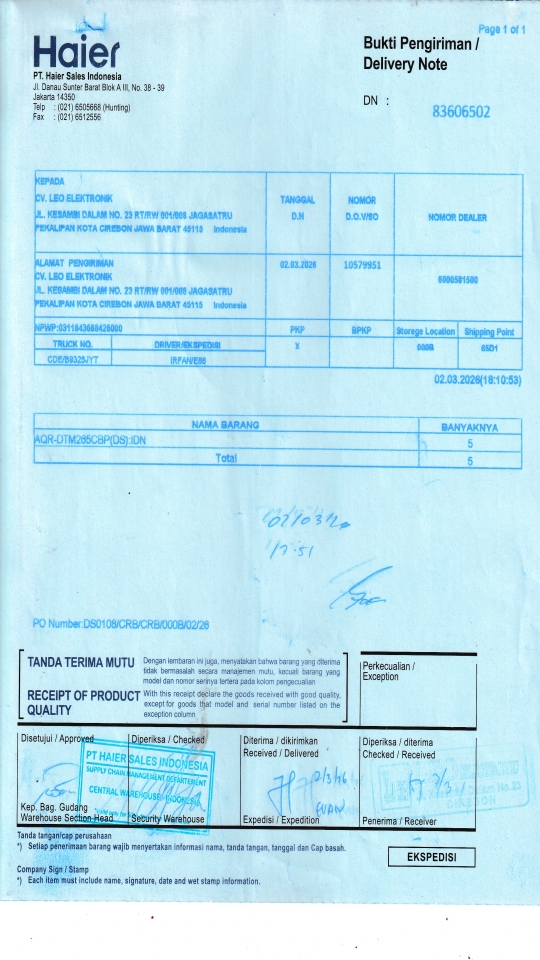 Page 1 of 1
Haier
PT. Haier Sales Indonesia
Jl. Danau Sunter Barat Blok A III, No. 38 - 39
Jakarta 14350
Telp : (021) 6505668 (Hunting)
Fax : (021) 6512556
Bukti Pengiriman /
Delivery Note
DN :
83606502
KEPADA
CV. LEO ELEKTRONIK
JL. KESAMBI DALAM NO. 23 RT/RW 001/008 JAGASATRU
PEKALIPAN KOTA CIREBON JAWA BARAT 45115 Indonesia
TANGGAL
D.N
NOMOR
D.O./SO
NOMOR DEALER
ALAMAT PENGIRIMAN
CV. LEO ELEKTRONIK
JL. KESAMBI DALAM NO. 23 RT/RW 001/008 JAGASATRU
PEKALIPAN KOTA CIREBON JAWA BARAT 45115 Indonesia
02.03.2026
10579951
6000581500
NPWP:0311843688426000
PKP
BPKP
Storege Location
Shipping Point
TRUCK NO.
DRIVER/EKSPEDISI
X
000B
65D1
CDE/B9325JYT
IRFAN/E86
02.03.2026(18:10:53)
NAMA BARANG
BANYAKNYA
AQR-DTM265CBP(DS):IDN
5
Total
5
17.51
PO Number:DS0108/CRB/CRB/000B/02/26
TANDA TERIMA MUTU
Dengan lembaran ini juga, menyatakan bahwa barang yang diterima
tidak bermasalah secara manajemen mutu, kecuali barang yang
model dan nomor serinya tertera pada kolom pengecualian
RECEIPT OF PRODUCT
QUALITY
With this receipt declare the goods received with good quality,
except for goods that model and serial number listed on the
exception column
Perkecualian /
Exception
Disetujui / Approved
Diperiksa / Checked
Diterima / dikirimkan
Received / Delivered
Diperiksa / diterima
Checked / Received
PT HAIER SALES INDONESIA
SUPPLY CHAIN MANAGEMENT DEPARTEMENT
CENTRAL WAREHOUSE INDONESIA
Kep. Bag. Gudang
Warehouse Section Head
Security Warehouse
Expedisi / Expedition
Penerima / Receiver
Tanda tangan/cap perusahaan
*) Setiap penerimaan barang wajib menyertakan informasi nama, tanda tangan, tanggal dan Cap basah.
EKSPEDISI
Company Sign / Stamp
*) Each item must include name, signature, date and wet stamp information.